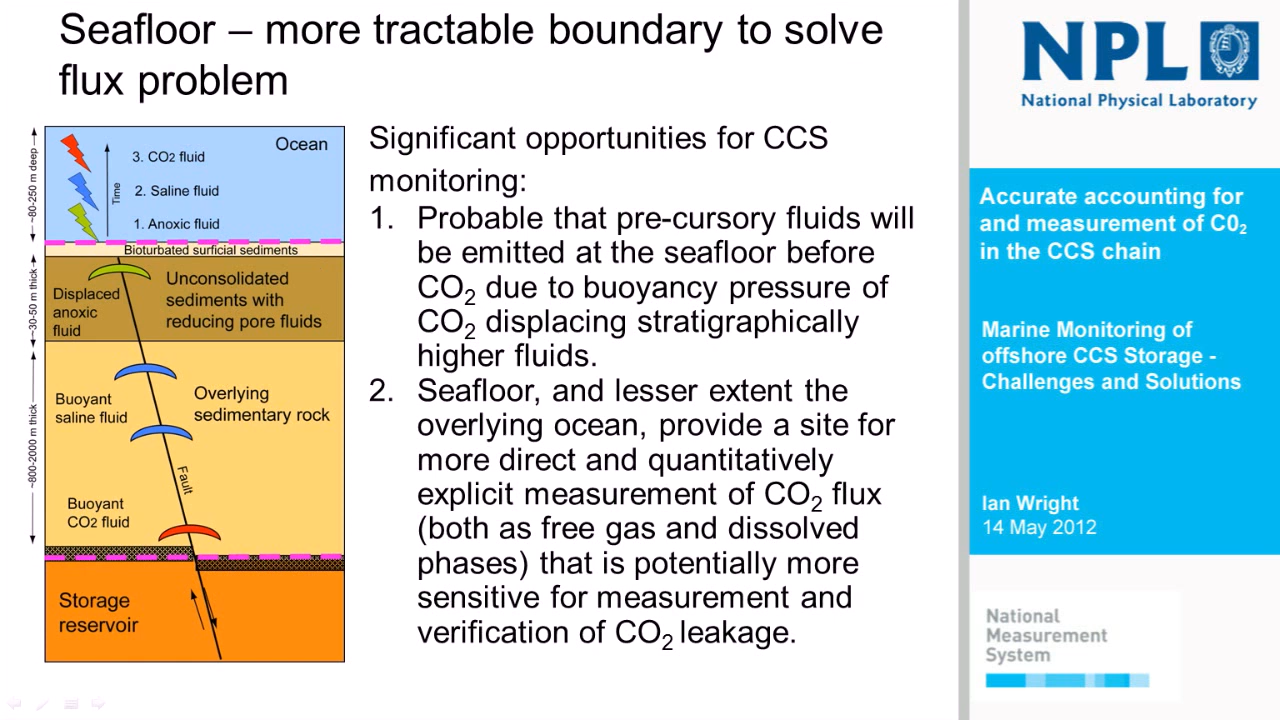 Seafloor – more tractable boundary to solve
flux problem
~80-250 m deep
~30-50 m thick
~800-2000 m thick
Ocean
3. CO2 fluid
2. Saline fluid
1. Anoxic fluid
Time
Bioturbated surficial sediments
Unconsolidated
sediments with
reducing pore fluids
Displaced
anoxic
fluid
Buoyant
saline fluid
Overlying
sedimentary rock
Fault
Buoyant
CO2 fluid
Storage
reservoir
Significant opportunities for CCS
monitoring:
1. Probable that pre-cursory fluids will
be emitted at the seafloor before
CO2 due to buoyancy pressure of
CO2 displacing stratigraphically
higher fluids.
2. Seafloor, and lesser extent the
overlying ocean, provide a site for
more direct and quantitatively
explicit measurement of CO2 flux
(both as free gas and dissolved
phases) that is potentially more
sensitive for measurement and
verification of CO2 leakage.
NPL
National Physical Laboratory
Accurate accounting for
and measurement of C02
in the CCS chain
Marine Monitoring of
offshore CCS Storage -
Challenges and Solutions
Ian Wright
14 May 2012
National
Measurement
System